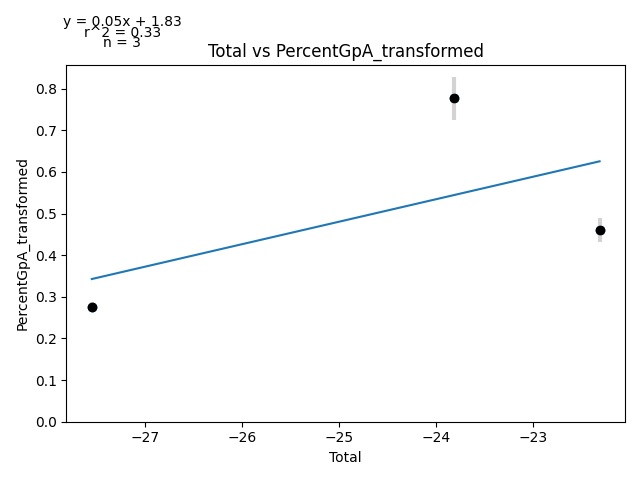 y = 0.05x + 1.83
r^2 = 0.33
n = 3
Total vs PercentGpA_transformed
PercentGpA_transformed
0.8
0.7
0.6
0.5
0.4
0.3
0.2
0.1
0.0
−27 −26 −25 −24 −23
Total